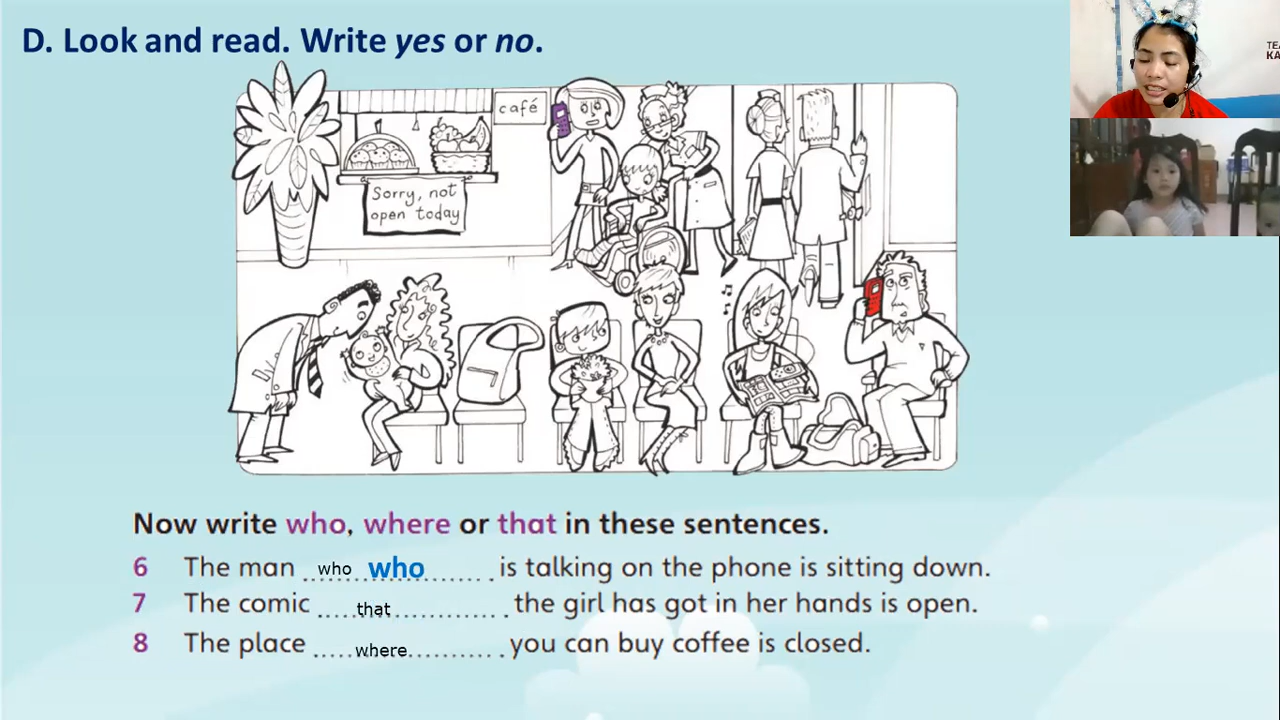 D. Look and read. Write yes or no.
TEA
KA
café
Sorry, not
open today
Now write who, where or that in these sentences.
6 The man ....who who.......... is talking on the phone is sitting down.
7 The comic .....that............... the girl has got in her hands is open.
8 The place .....where............ you can buy coffee is closed.